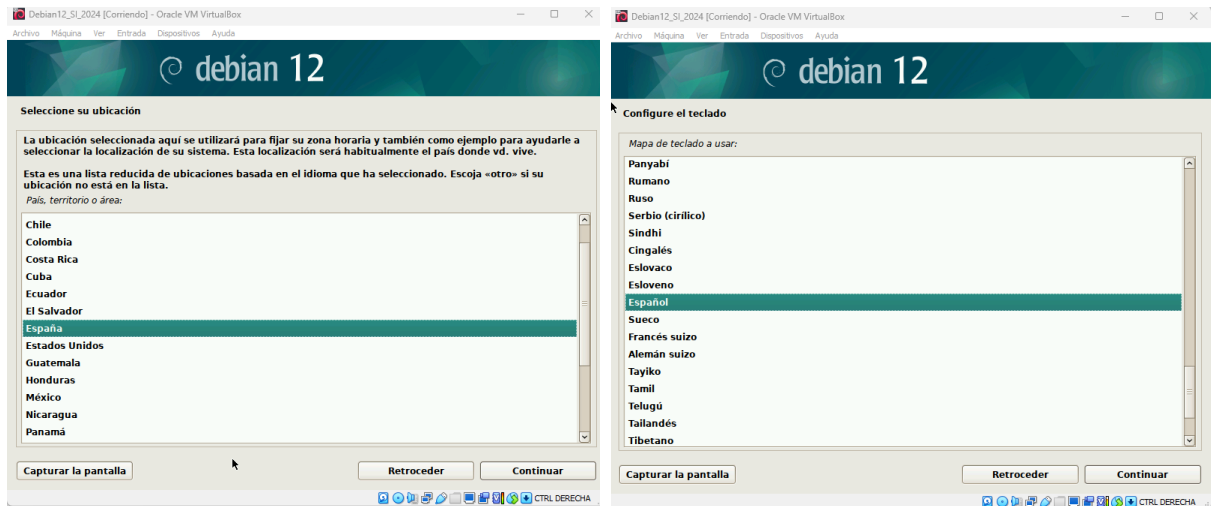 Debian12_SI_2024 [Corriendo] - Oracle VM VirtualBox
Archivo Máquina Ver Entrada Dispositivos Ayuda
debian 12
Seleccione su ubicación
La ubicación seleccionada aquí se utilizará para fijar su zona horaria y también como ejemplo para ayudarle a
seleccionar la localización de su sistema. Esta localización será habitualmente el país donde vd. vive.
Esta es una lista reducida de ubicaciones basada en el idioma que ha seleccionado. Escoja «otro» si su
ubicación no está en la lista.
País, territorio o área:
Chile
Colombia
Costa Rica
Cuba
Ecuador
El Salvador
España
Estados Unidos
Guatemala
Honduras
México
Nicaragua
Panamá
Capturar la pantalla
Retroceder
Continuar
CTRL DERECHA
Debian12_SI_2024 [Corriendo] - Oracle VM VirtualBox
Archivo Máquina Ver Entrada Dispositivos Ayuda
debian 12
Configure el teclado
Mapa de teclado a usar:
Panyabí
Rumano
Ruso
Serbio (cirílico)
Sindhi
Cingalés
Eslovaco
Esloveno
Español
Sueco
Francés suizo
Alemán suizo
Tayiko
Tamil
Telugú
Tailandés
Tibetano
Capturar la pantalla
Retroceder
Continuar
CTRL DERECHA